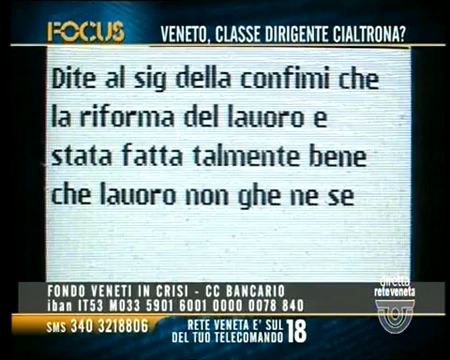 FOCUS
VENETO, CLASSE DIRIGENTE CIALTRONA?
Dite al sig della confimi che
la riforma del lauoro e
stata fatta talmente bene
che lauoro non ghe ne se
FONDO VENETI IN CRISI - CC BANCARIO
iban IT53 M033 5901 6001 0000 0078 840
diretta
reteveneta
SMS 340 3218806
RETE VENETA E' SUL
DEL TUO TELECOMANDO
18